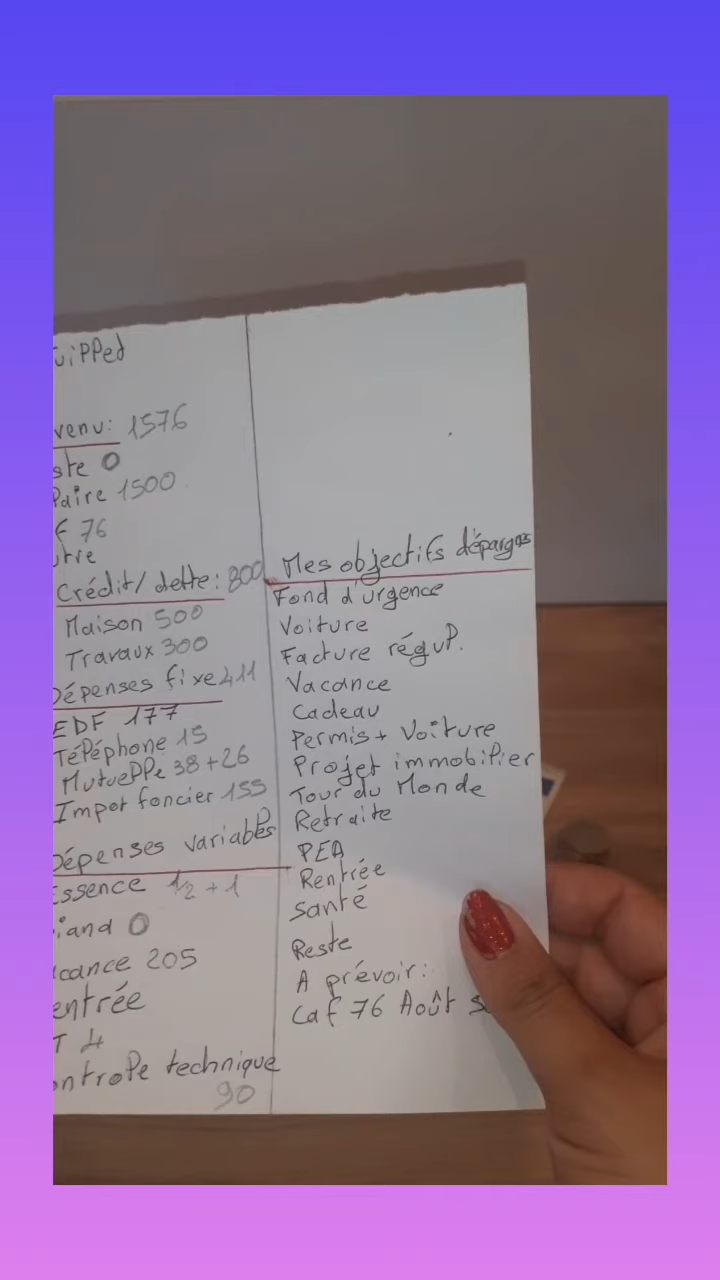 uipped
venu: 1576
ste 0
laire 1500
f 76
utre
Crédit/dette: 800
Maison 500
Travaux 300
Dépenses fixe 411
EDF 177
Téléphone 15
Mutuelle 38+26
Impot foncier 155
Dépenses variables
Essence 1/2 + 1
iand 0
acance 205
entrée
T 4
ontrole technique
90
Mes objectifs dépargnes
Fond d'urgence
Voiture
Facture régul.
Vacance
Cadeau
Permis + Voiture
Projet immobilier
Tour du Monde
Retraite
PEA
Rentrée
Santé
Reste
A prévoir:
Caf 76 Août s